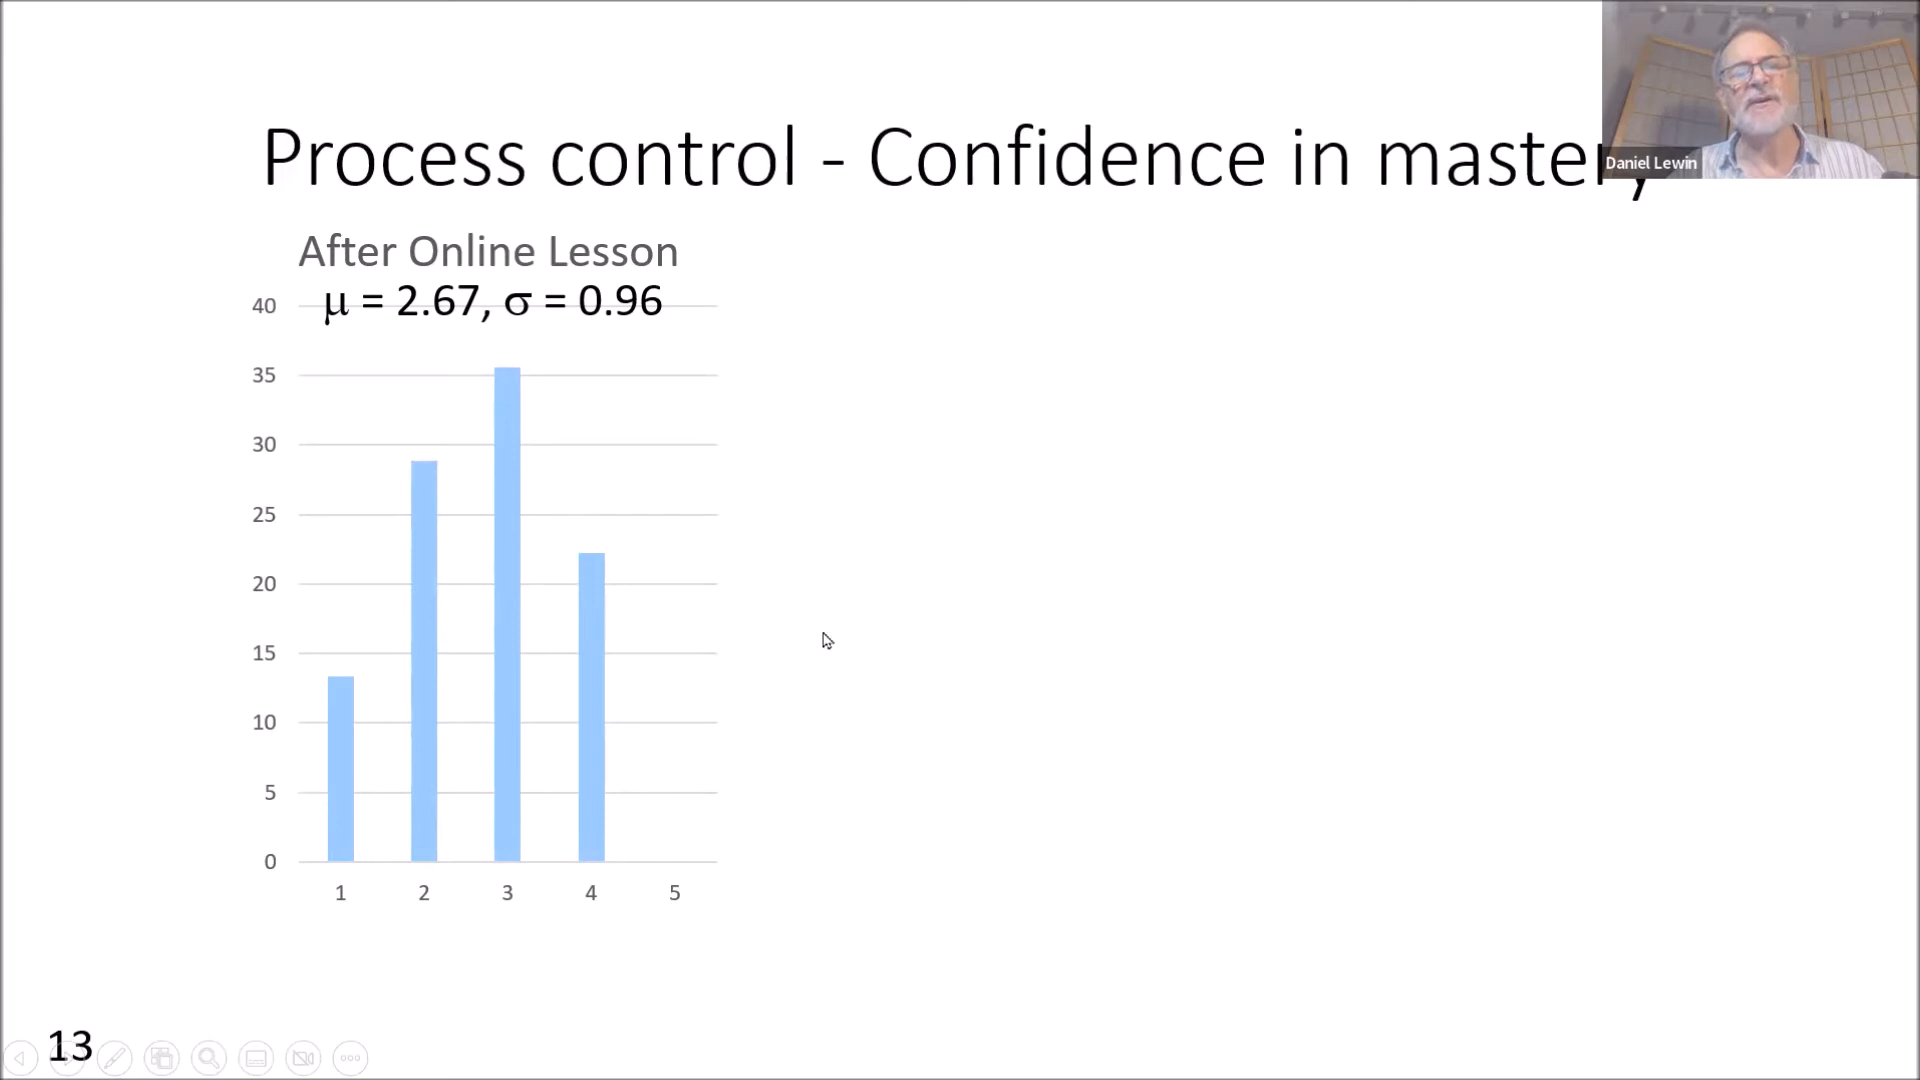 Process control - Confidence in mastery
Daniel Lewin
After Online Lesson
μ = 2.67, σ = 0.96
40
35
30
25
20
15
10
5
0
1 2 3 4 5
13